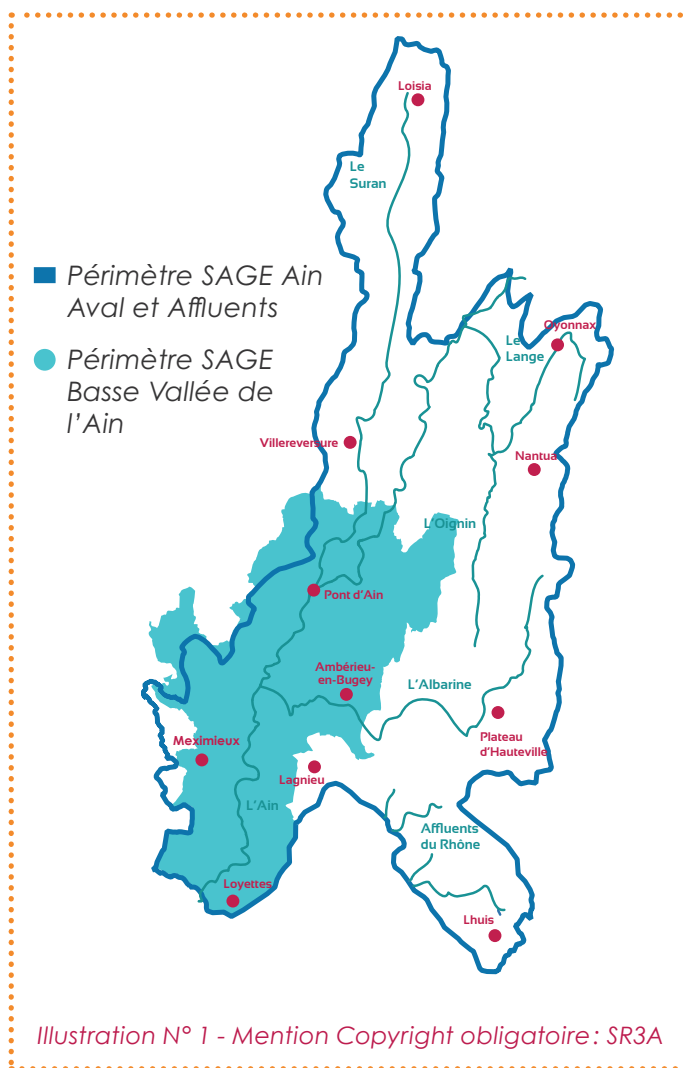 Loisia
Le
Suran
Périmètre SAGE Ain
Aval et Affluents
Oyonnax
Le
Lange
Périmètre SAGE
Basse Vallée de
l'Ain
Villereversure
Nantua
L'Oignin
Pont d'Ain
Ambérieu-
en-Bugey
L'Albarine
Plateau
d'Hauteville
Meximieux
Lagnieu
L'Ain
Affluents
du Rhône
Loyettes
Lhuis
Illustration N° 1 - Mention Copyright obligatoire : SR3A